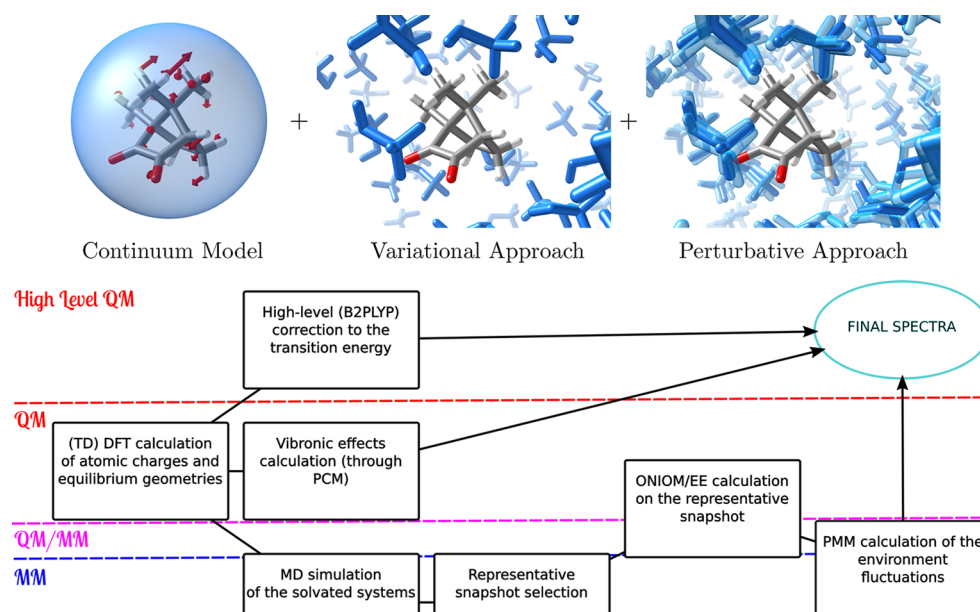 +
+
Continuum Model
Variational Approach
Perturbative Approach
High Level QM
High-level (B2PLYP)
correction to the
transition energy
FINAL SPECTRA
QM
(TD) DFT calculation
of atomic charges and
equilibrium geometries
Vibronic effects
calculation (through
PCM)
ONIOM/EE calculation
on the representative
snapshot
QM/MM
PMM calculation of the
environment
fluctuations
MM
MD simulation
of the solvated systems
Representative
snapshot selection